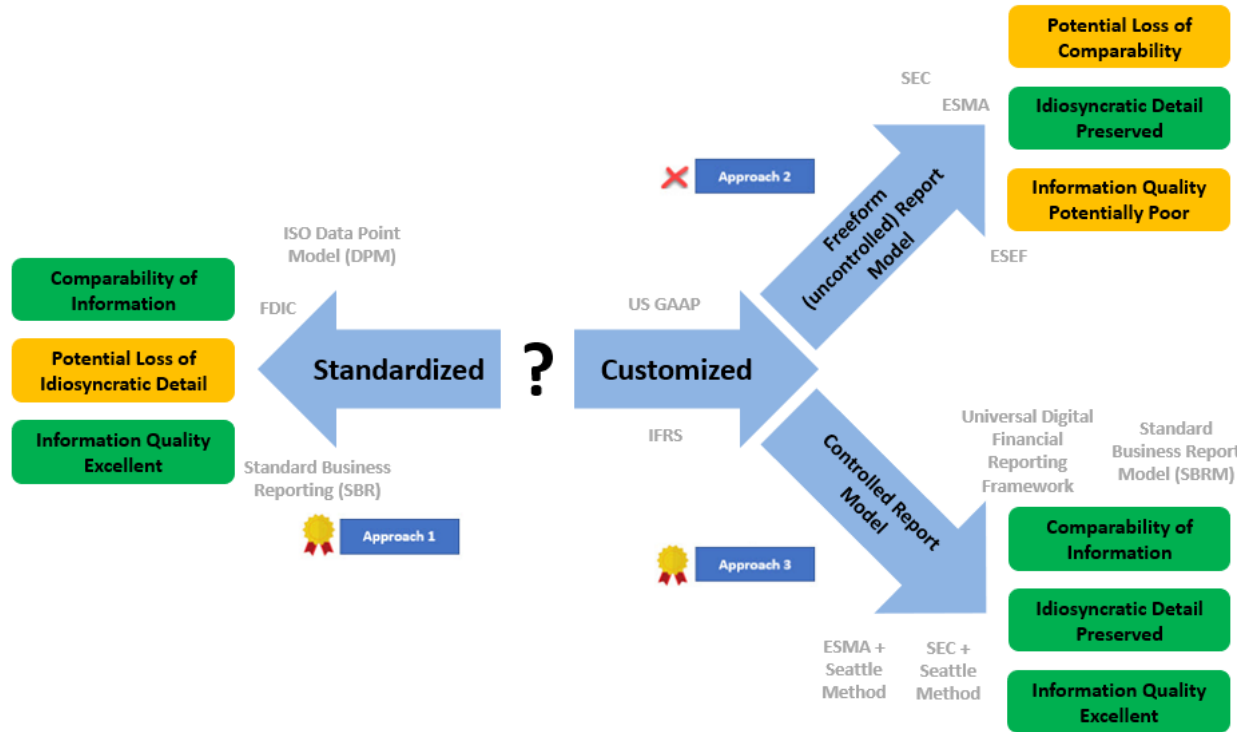 Potential Loss of
Comparability
SEC
ESMA
Idiosyncratic Detail
Preserved
Approach 2
Freeform
(uncontrolled) Report
Model
Information Quality
Potentially Poor
ESEF
ISO Data Point
Model (DPM)
Comparability of
Information
FDIC
US GAAP
Potential Loss of
Idiosyncratic Detail
Standardized
?
Customized
Information Quality
Excellent
IFRS
Standard Business
Reporting (SBR)
Approach 1
Controlled Report
Model
Universal Digital
Financial
Reporting
Framework
Standard
Business Report
Model (SBRM)
Approach 3
Comparability of
Information
Idiosyncratic Detail
Preserved
ESMA +
Seattle
Method
SEC +
Seattle
Method
Information Quality
Excellent